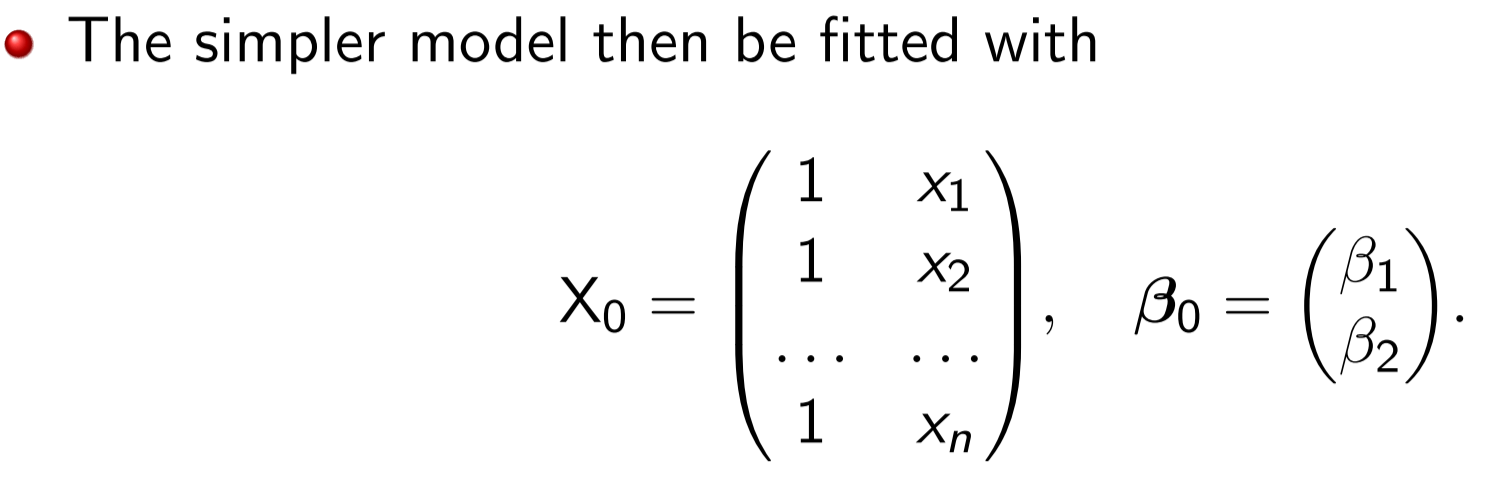 • The simpler model then be fitted with
X₀ = ( 1 x₁
1 x₂
... ...
1 xₙ ) , β₀ = ( β₁
β₂ ) .